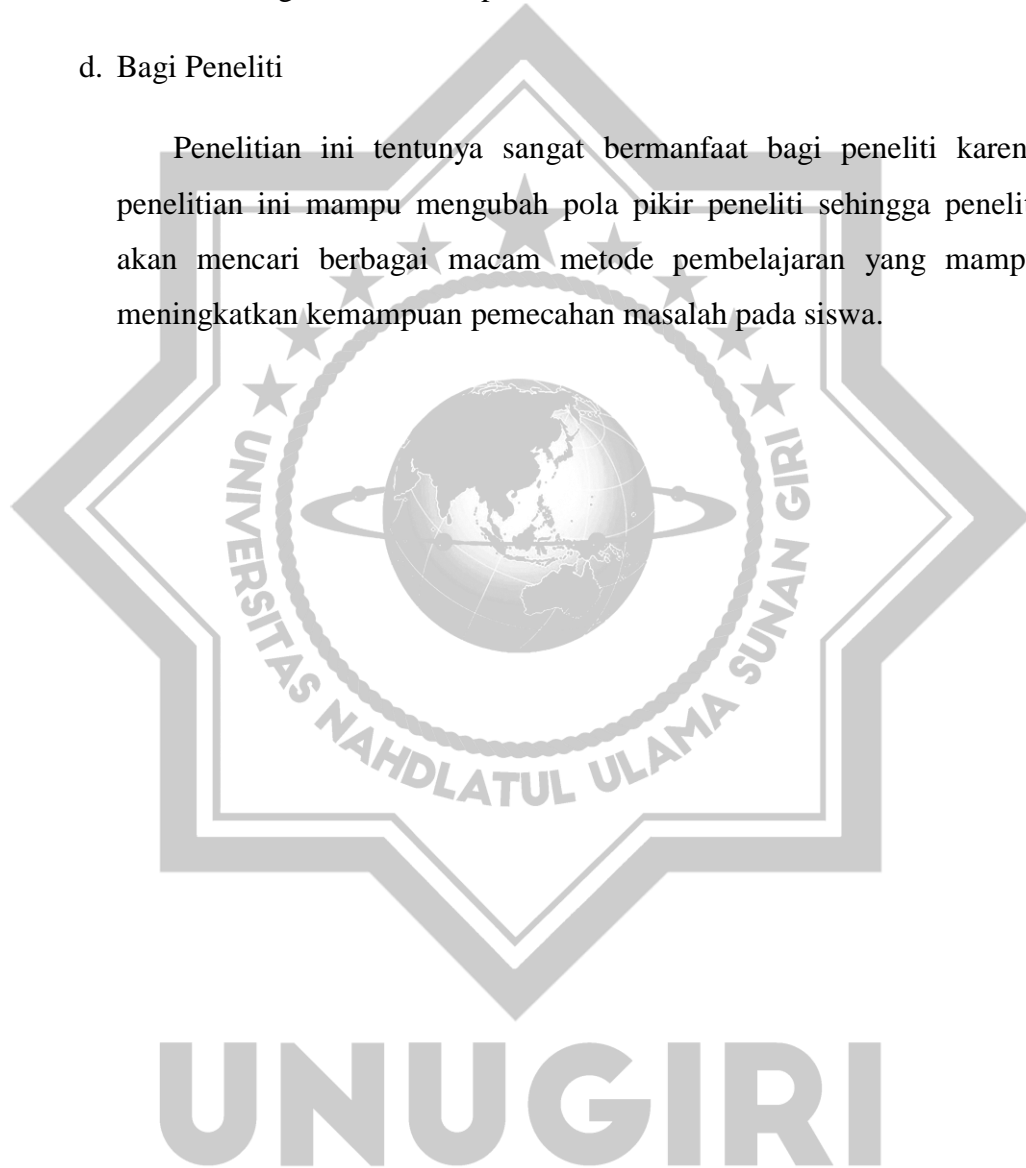 d. Bagi Peneliti
Penelitian ini tentunya sangat bermanfaat bagi peneliti karen
penelitian ini mampu mengubah pola pikir peneliti sehingga penelit
akan mencari berbagai macam metode pembelajaran yang mamp
meningkatkan kemampuan pemecahan masalah pada siswa.
UNIVERSITAS NAHDLATUL ULAMA SUNAN GIRI
UNUGIRI